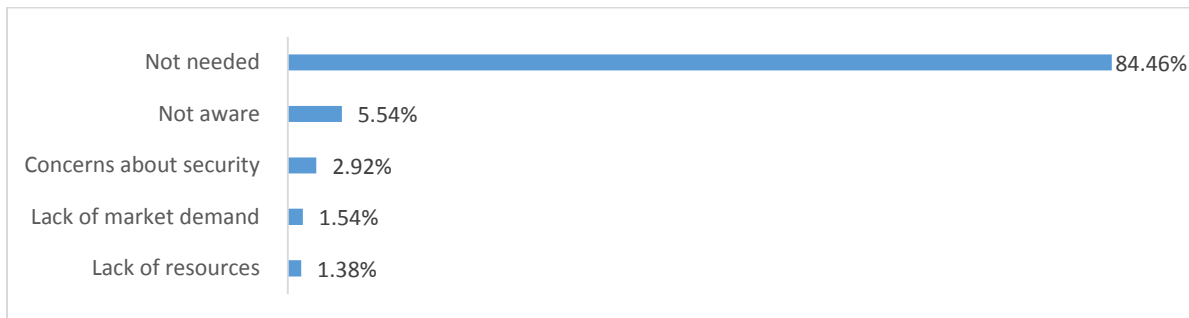 Not needed 84.46%
Not aware 5.54%
Concerns about security 2.92%
Lack of market demand 1.54%
Lack of resources 1.38%